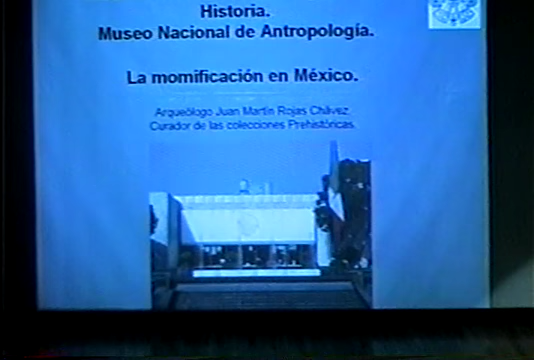 Historia.
Museo Nacional de Antropología.
La momificación en México.
Arqueólogo Juan Martín Rojas Chávez
Curador de las colecciones Prehistóricas.